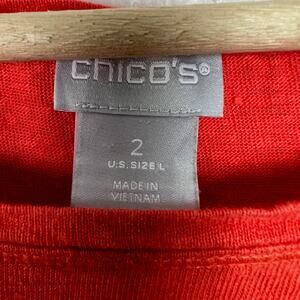 chico's®
2
U.S. SIZE L
MADE IN
VIETNAM